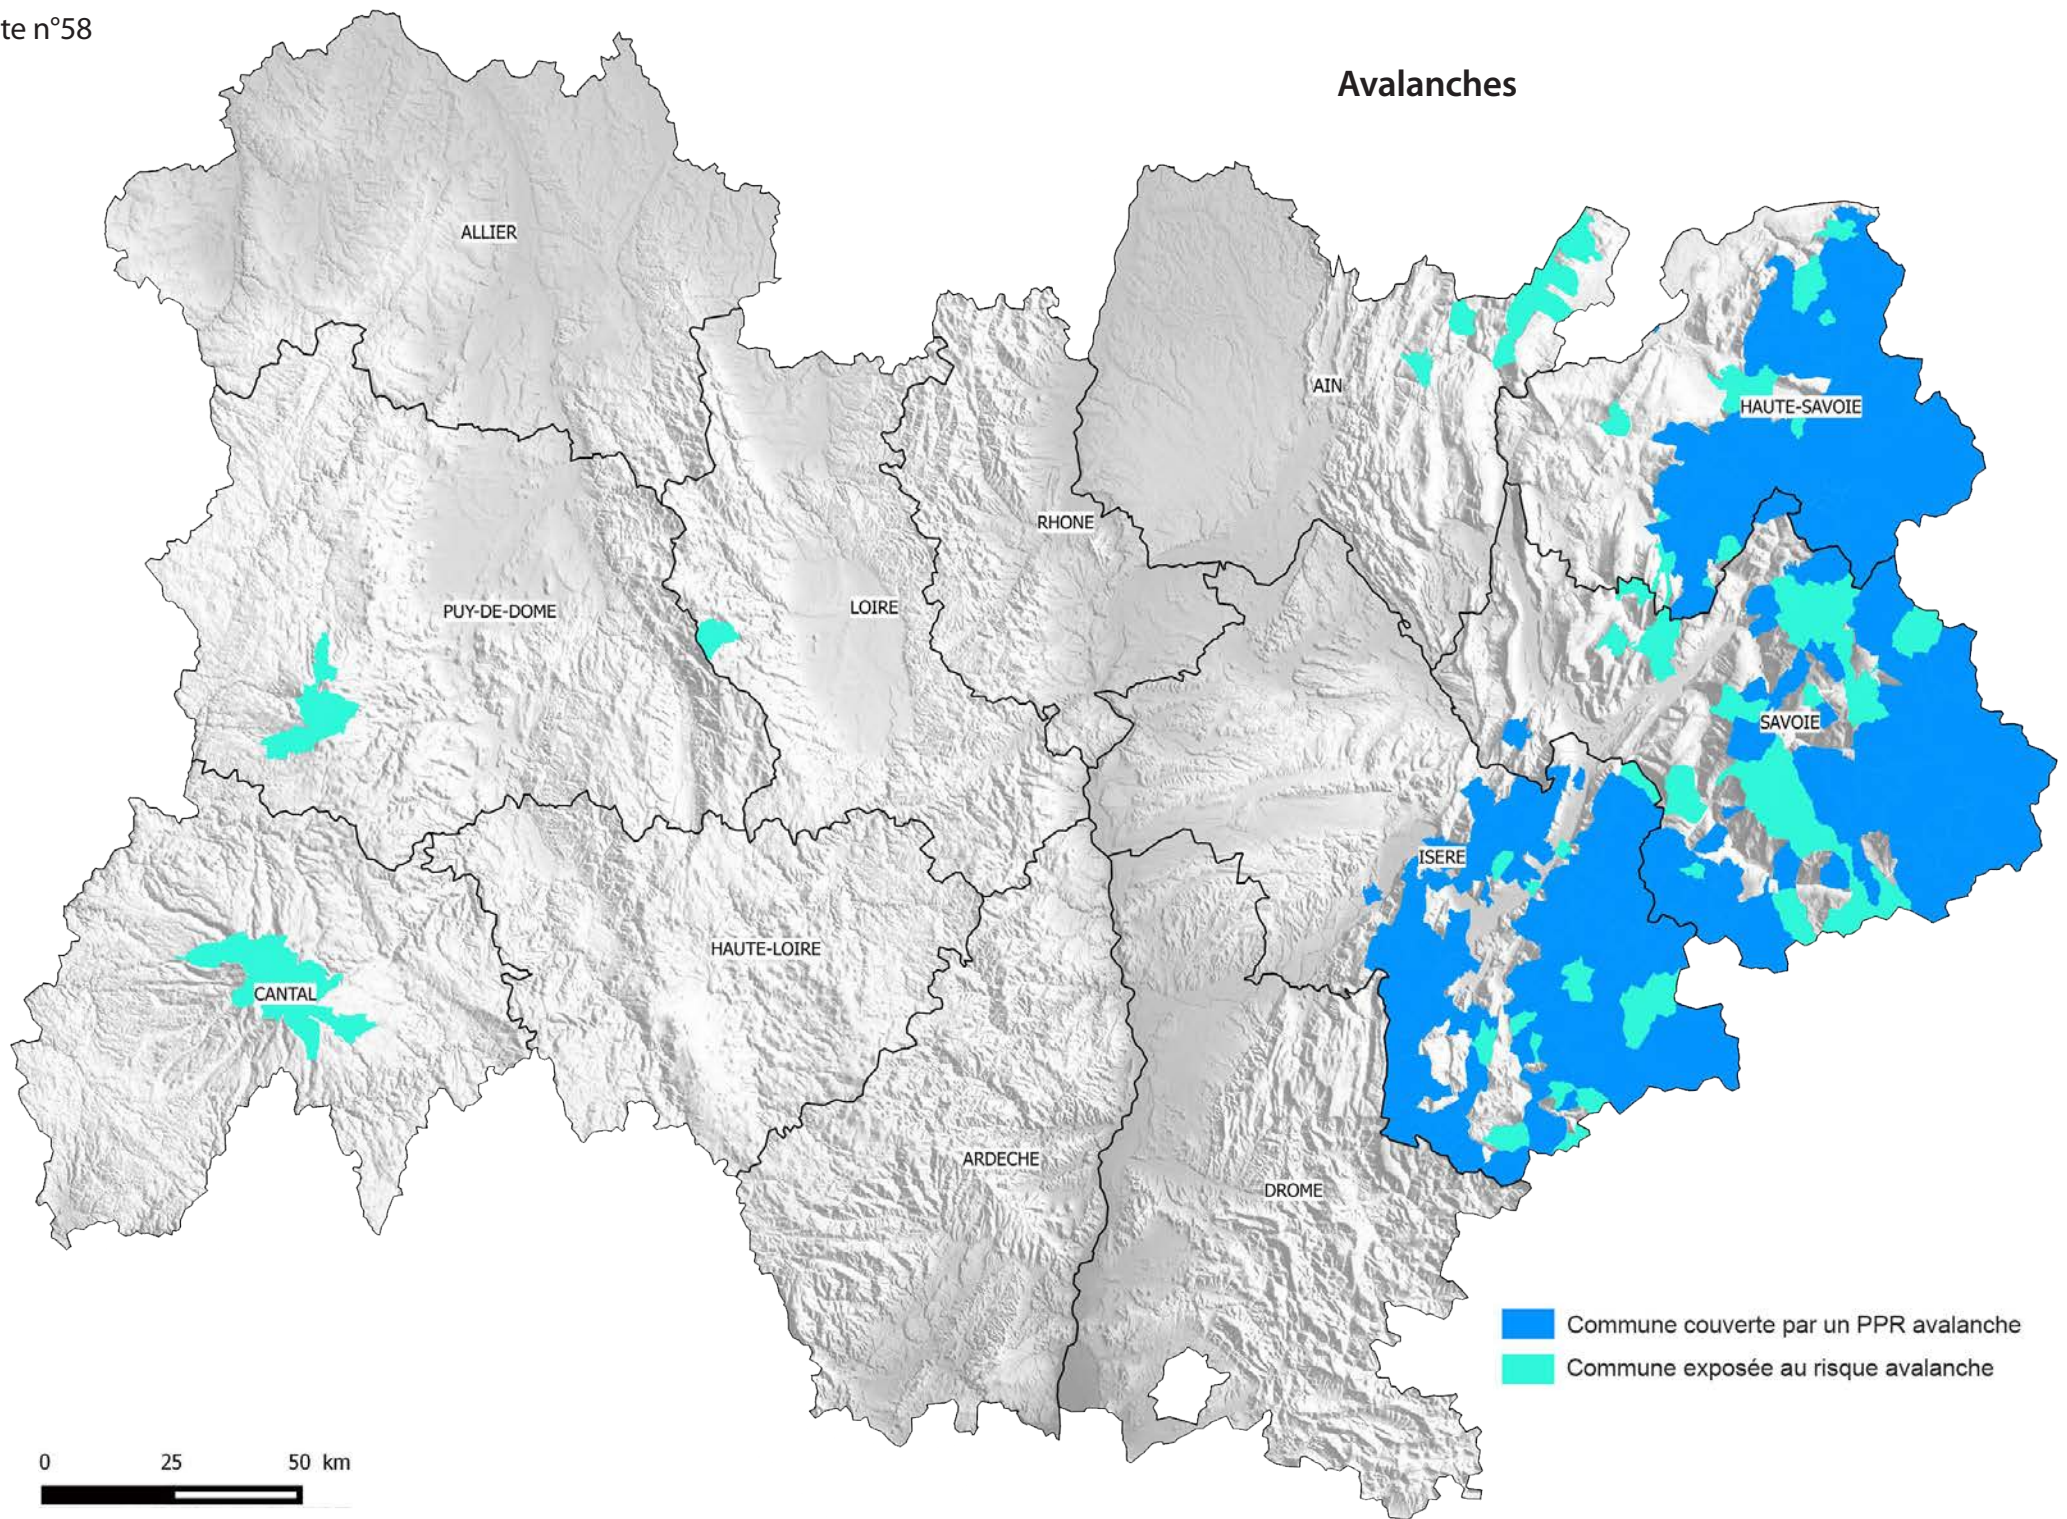 te n°58
Avalanches
ALLIER
AIN
HAUTE-SAVOIE
RHONE
LOIRE
PUY-DE-DOME
SAVOIE
ISERE
HAUTE-LOIRE
CANTAL
ARDECHE
DROME
Commune couverte par un PPR avalanche
Commune exposée au risque avalanche
0 25 50 km